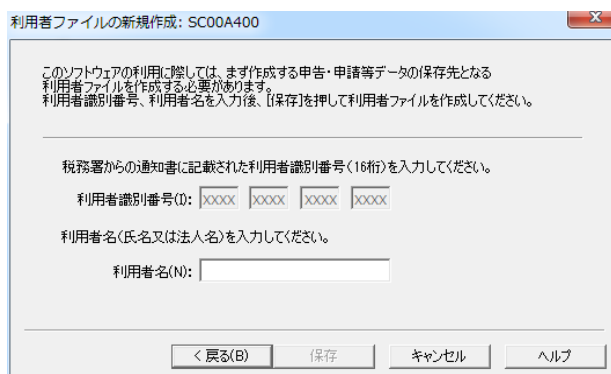 利用者ファイルの新規作成: SC00A400
このソフトウェアの利用に際しては、まず作成する申告・申請等データの保存先となる
利用者ファイルを作成する必要があります。
利用者識別番号、利用者名を入力後、[保存]を押して利用者ファイルを作成してください。
税務署からの通知書に記載された利用者識別番号(16桁)を入力してください。
利用者識別番号(I): xxxx xxxx xxxx xxxx
利用者名(氏名又は法人名)を入力してください。
利用者名(N):
< 戻る(B) 保存 キャンセル ヘルプ